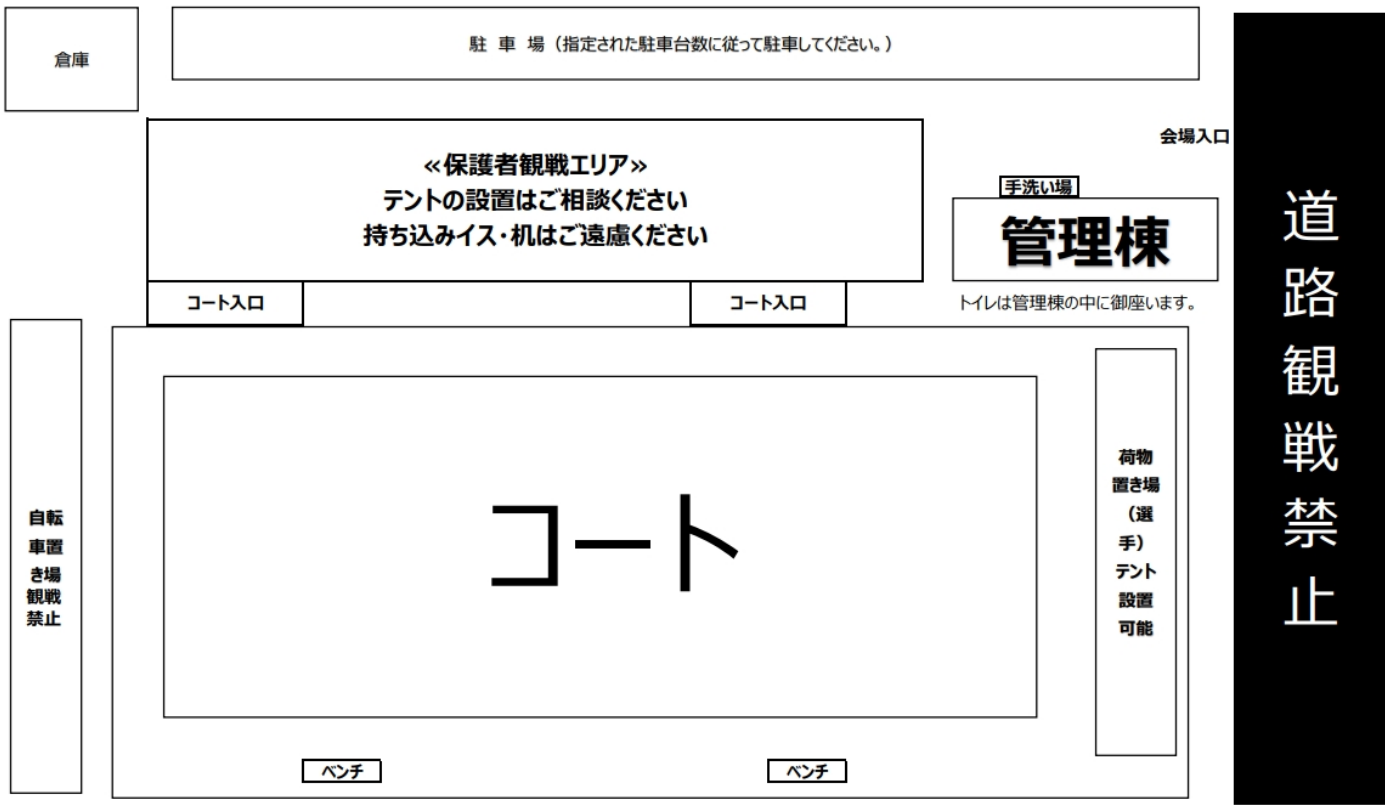 倉庫
駐 車 場（指定された駐車台数に従って駐車してください。）
会場入口
≪保護者観戦エリア≫
テントの設置はご相談ください
持ち込みイス・机はご遠慮ください
手洗い場
管理棟
トイレは管理棟の中に御座います。
コート入口
コート入口
自転
車置
き場
観戦
禁止
コート
荷物
置き場
（選
手）
テント
設置
可能
ベンチ
ベンチ
道路観戦禁止